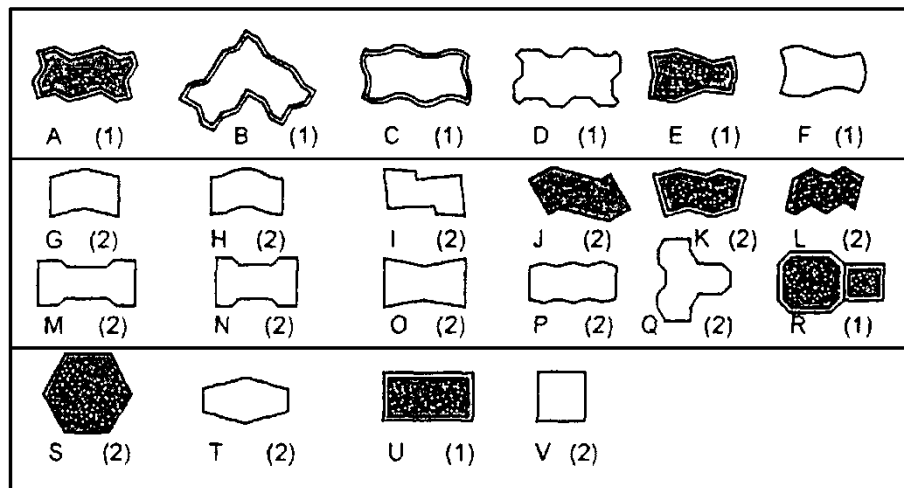 A (1) B (1) C (1) D (1) E (1) F (1)
G (2) H (2) I (2) J (2) K (2) L (2)
M (2) N (2) O (2) P (2) Q (2) R (1)
S (2) T (2) U (1) V (2)